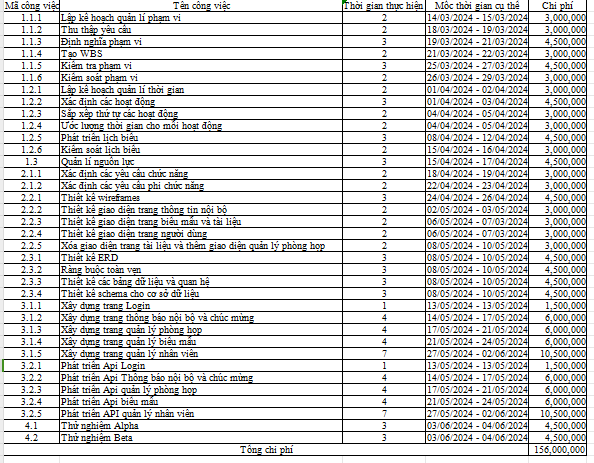 Mã công việc Tên công việc Thời gian thực hiện Mốc thời gian cụ thể Chi phí
1.1.1 Lập kế hoạch quản lí phạm vi 2 14/03/2024 - 15/03/2024 3,000,000
1.1.2 Thu thập yêu cầu 2 18/03/2024 - 19/03/2024 3,000,000
1.1.3 Định nghĩa phạm vi 3 19/03/2024 - 21/03/2024 4,500,000
1.1.4 Tạo WBS 2 21/03/2024 - 22/03/2024 3,000,000
1.1.5 Kiểm tra phạm vi 3 25/03/2024 - 27/03/2024 4,500,000
1.1.6 Kiểm soát phạm vi 2 26/03/2024 - 29/03/2024 3,000,000
1.2.1 Lập kế hoạch quản lí thời gian 2 01/04/2024 - 02/04/2024 3,000,000
1.2.2 Xác định các hoạt động 3 01/04/2024 - 03/04/2024 4,500,000
1.2.3 Sắp xếp thứ tự các hoạt động 2 04/04/2024 - 05/04/2024 3,000,000
1.2.4 Ước lượng thời gian cho mỗi hoạt động 2 04/04/2024 - 05/04/2024 3,000,000
1.2.5 Phát triển lịch biểu 3 08/04/2024 - 12/04/2024 4,500,000
1.2.6 Kiểm soát lịch biểu 2 15/04/2024 - 16/04/2024 3,000,000
1.3 Quản lí nguồn lực 3 15/04/2024 - 17/04/2024 4,500,000
2.1.1 Xác định các yêu cầu chức năng 2 18/04/2024 - 19/04/2024 3,000,000
2.1.2 Xác định các yêu cầu phi chức năng 2 22/04/2024 - 23/04/2024 3,000,000
2.2.1 Thiết kế wireframes 3 24/04/2024 - 26/04/2024 4,500,000
2.2.2 Thiết kế giao diện trang thông tin nội bộ 2 02/05/2024 - 03/05/2024 3,000,000
2.2.3 Thiết kế giao diện trang biểu mẫu và tài liệu 2 06/05/2024 - 07/03/2024 3,000,000
2.2.4 Thiết kế giao diện trang người dùng 2 06/05/2024 - 07/03/2024 3,000,000
2.2.5 Xóa giao diện trang tài liệu và thêm giao diện quản lý phòng họp 2 08/05/2024 - 10/05/2024 3,000,000
2.3.1 Thiết kế ERD 3 08/05/2024 - 10/05/2024 4,500,000
2.3.2 Ràng buộc toàn vẹn 3 08/05/2024 - 10/05/2024 4,500,000
2.3.3 Thiết kế các bảng dữ liệu và quan hệ 3 08/05/2024 - 10/05/2024 4,500,000
2.3.4 Thiết kế schema cho cơ sở dữ liệu 3 08/05/2024 - 10/05/2024 4,500,000
3.1.1 Xây dựng trang Login 1 13/05/2024 - 13/05/2024 1,500,000
3.1.2 Xây dựng trang thông báo nội bộ và chúc mừng 4 14/05/2024 - 17/05/2024 6,000,000
3.1.3 Xây dựng trang quản lý phòng họp 4 17/05/2024 - 21/05/2024 6,000,000
3.1.4 Xây dựng trang quản lý biểu mẫu 4 21/05/2024 - 24/05/2024 6,000,000
3.1.5 Xây dựng trang quản lý nhân viên 7 27/05/2024 - 02/06/2024 10,500,000
3.2.1 Phát triển Api Login 1 13/05/2024 - 13/05/2024 1,500,000
3.2.2 Phát triển Api Thông báo nội bộ và chúc mừng 4 14/05/2024 - 17/05/2024 6,000,000
3.2.3 Phát triển Api quản lý phòng họp 4 17/05/2024 - 21/05/2024 6,000,000
3.2.4 Phát triển Api biểu mẫu 4 21/05/2024 - 24/05/2024 6,000,000
3.2.5 Phát triển API quản lý nhân viên 7 27/05/2024 - 02/06/2024 10,500,000
4.1 Thử nghiệm Alpha 3 03/06/2024 - 04/06/2024 4,500,000
4.2 Thử nghiệm Beta 3 03/06/2024 - 04/06/2024 4,500,000
Tổng chi phí 156,000,000